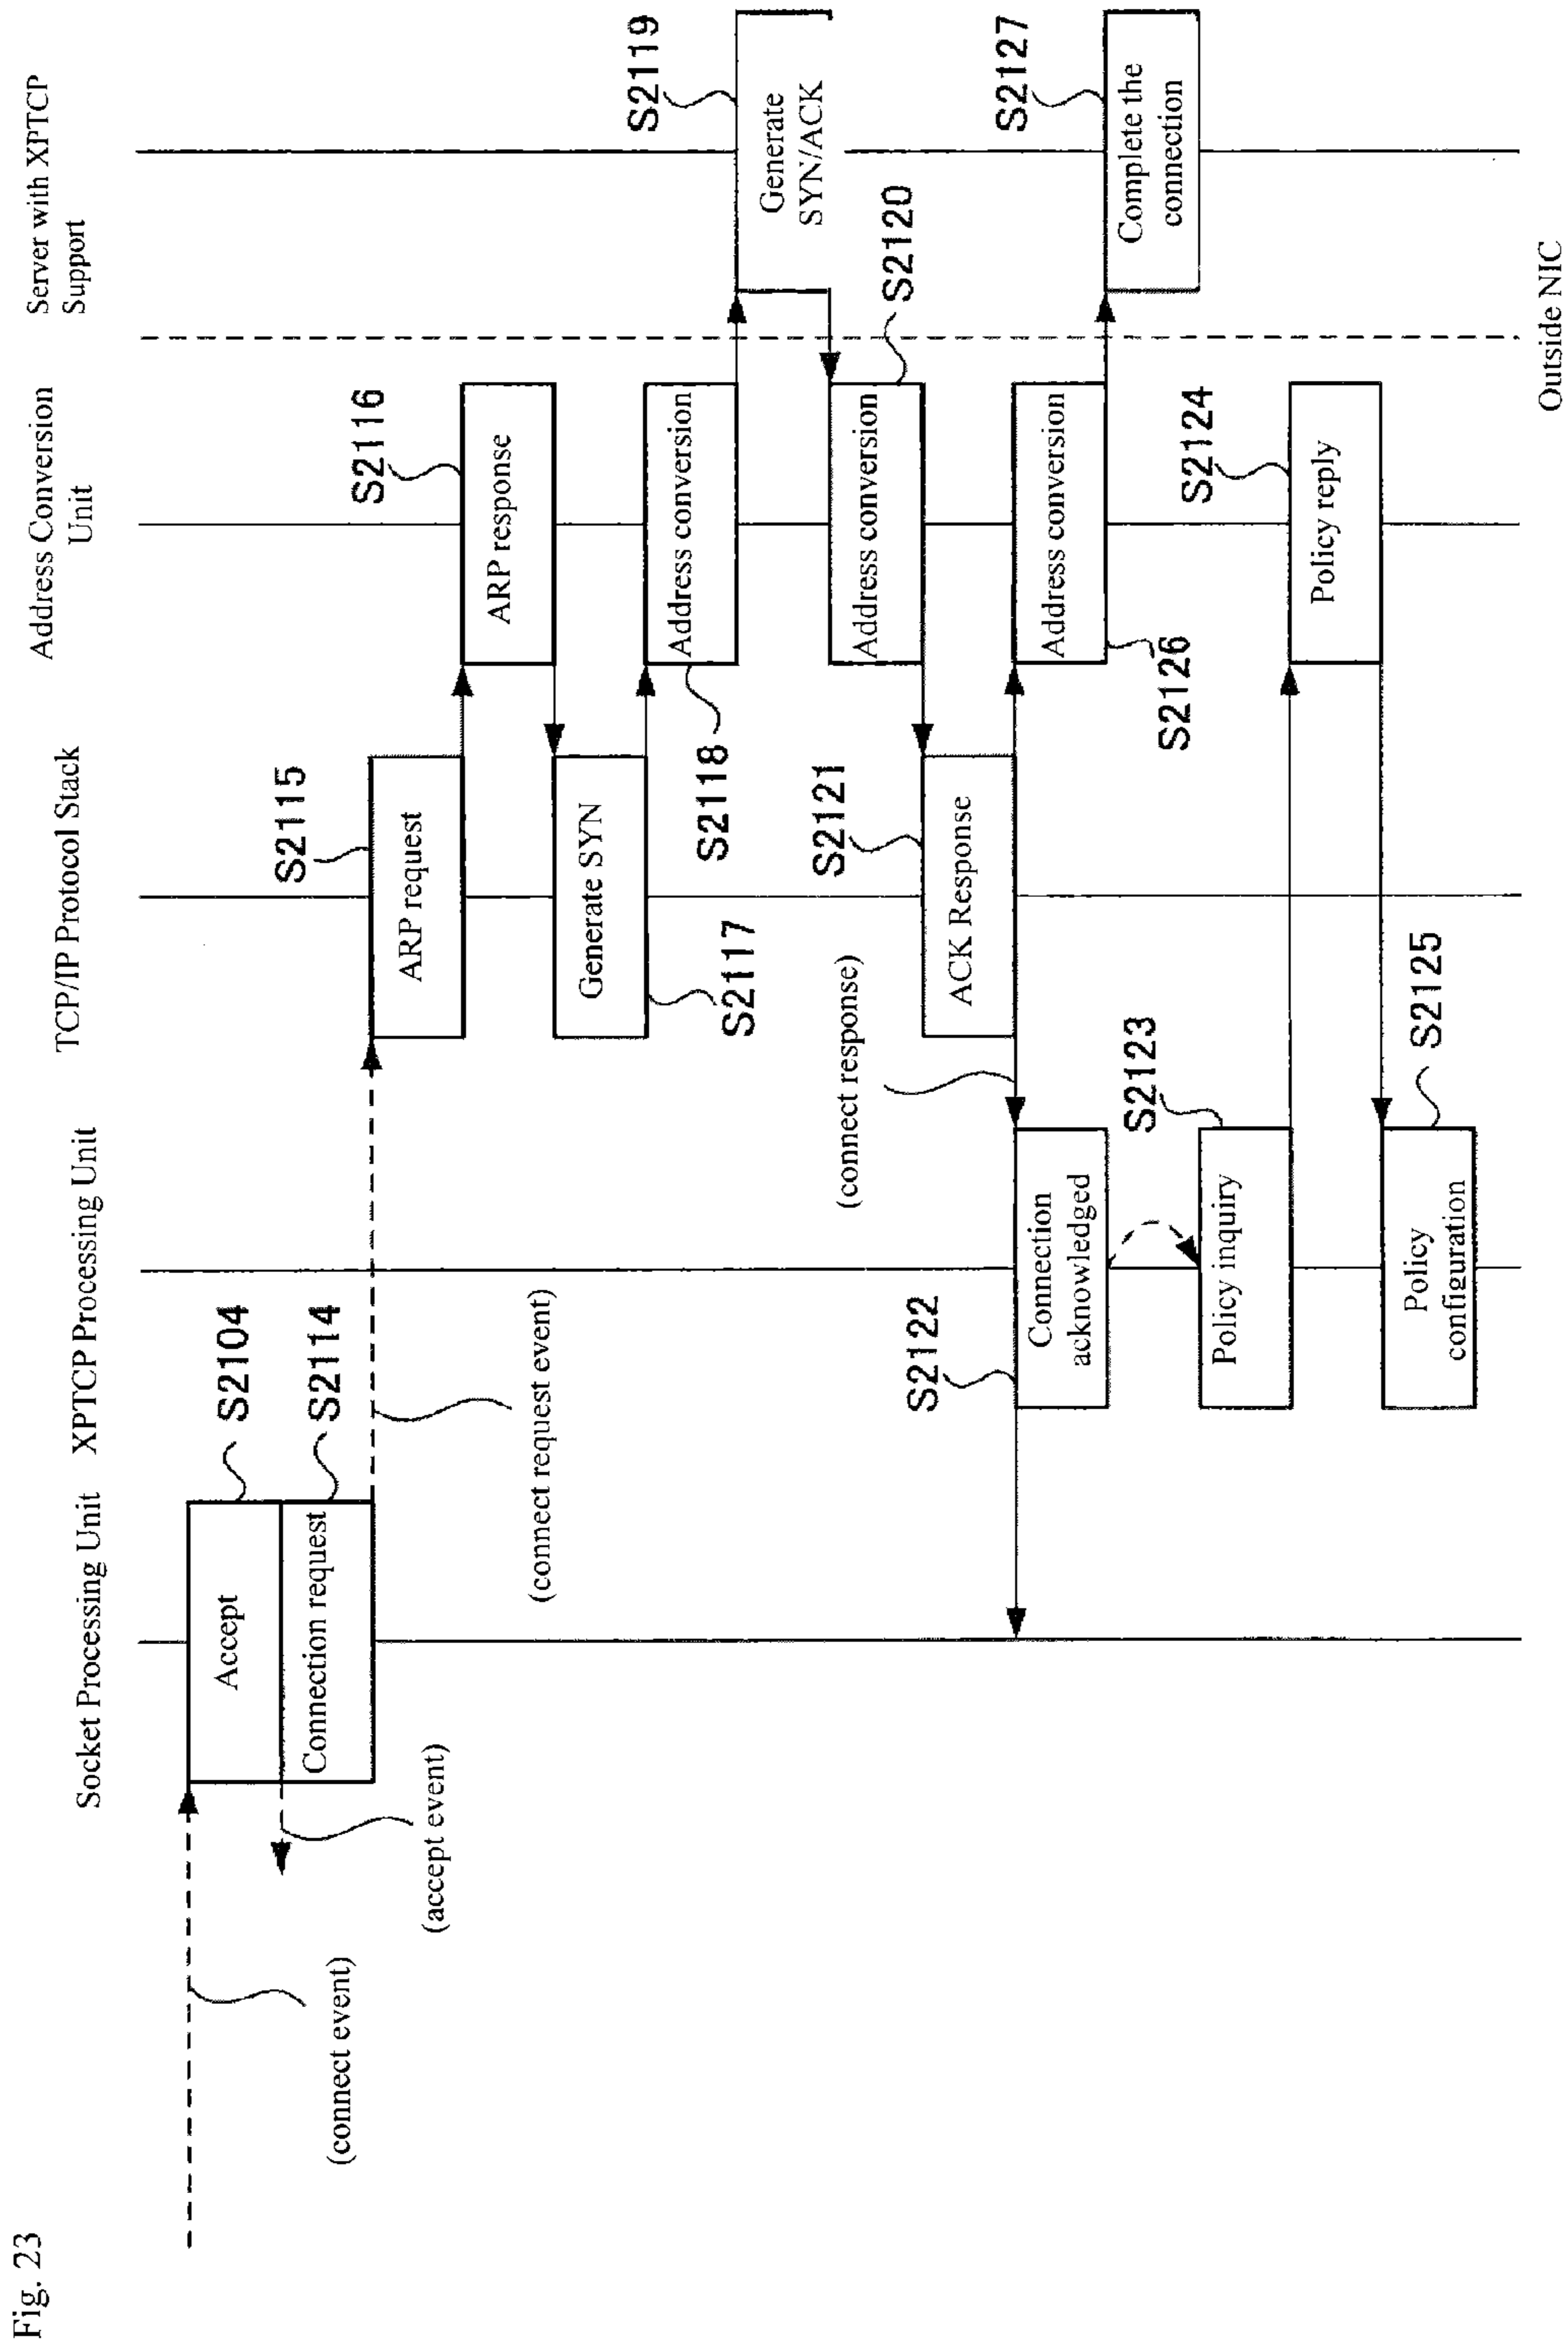 Fig. 23
Socket Processing Unit
XPTCP Processing Unit
TCP/IP Protocol Stack
Address Conversion
Unit
Server with XPTCP
Support
(connect event)
Accept
S2104
(accept event)
Connection request
S2114
(connect request event)
ARP request
S2115
ARP response
S2116
Generate SYN
S2117
Address conversion
S2118
Generate
SYN/ACK
S2119
Address conversion
S2120
ACK Response
S2121
(connect response)
Connection
acknowledged
S2122
Address conversion
S2126
Complete the
connection
S2127
Policy inquiry
S2123
Policy reply
S2124
Policy
configuration
S2125
Outside NIC